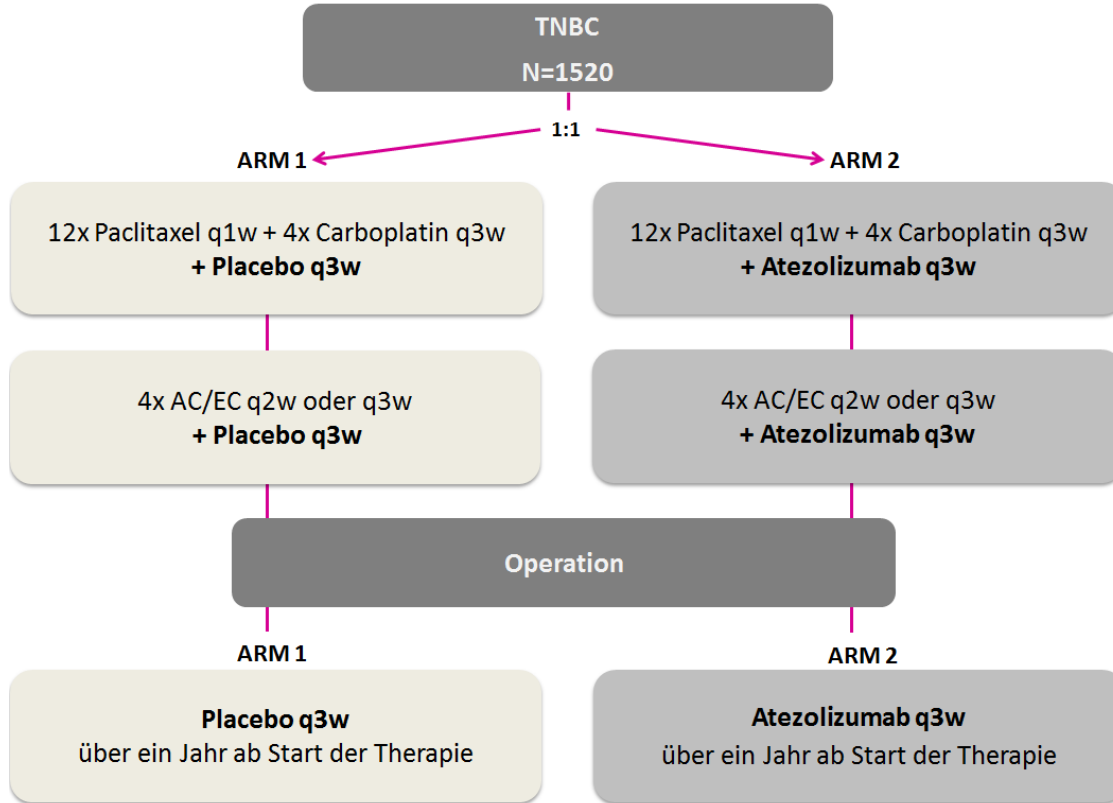 TNBC
N=1520
1:1
ARM 1
ARM 2
12x Paclitaxel q1w + 4x Carboplatin q3w
+ Placebo q3w
12x Paclitaxel q1w + 4x Carboplatin q3w
+ Atezolizumab q3w
4x AC/EC q2w oder q3w
+ Placebo q3w
4x AC/EC q2w oder q3w
+ Atezolizumab q3w
Operation
ARM 1
ARM 2
Placebo q3w
über ein Jahr ab Start der Therapie
Atezolizumab q3w
über ein Jahr ab Start der Therapie